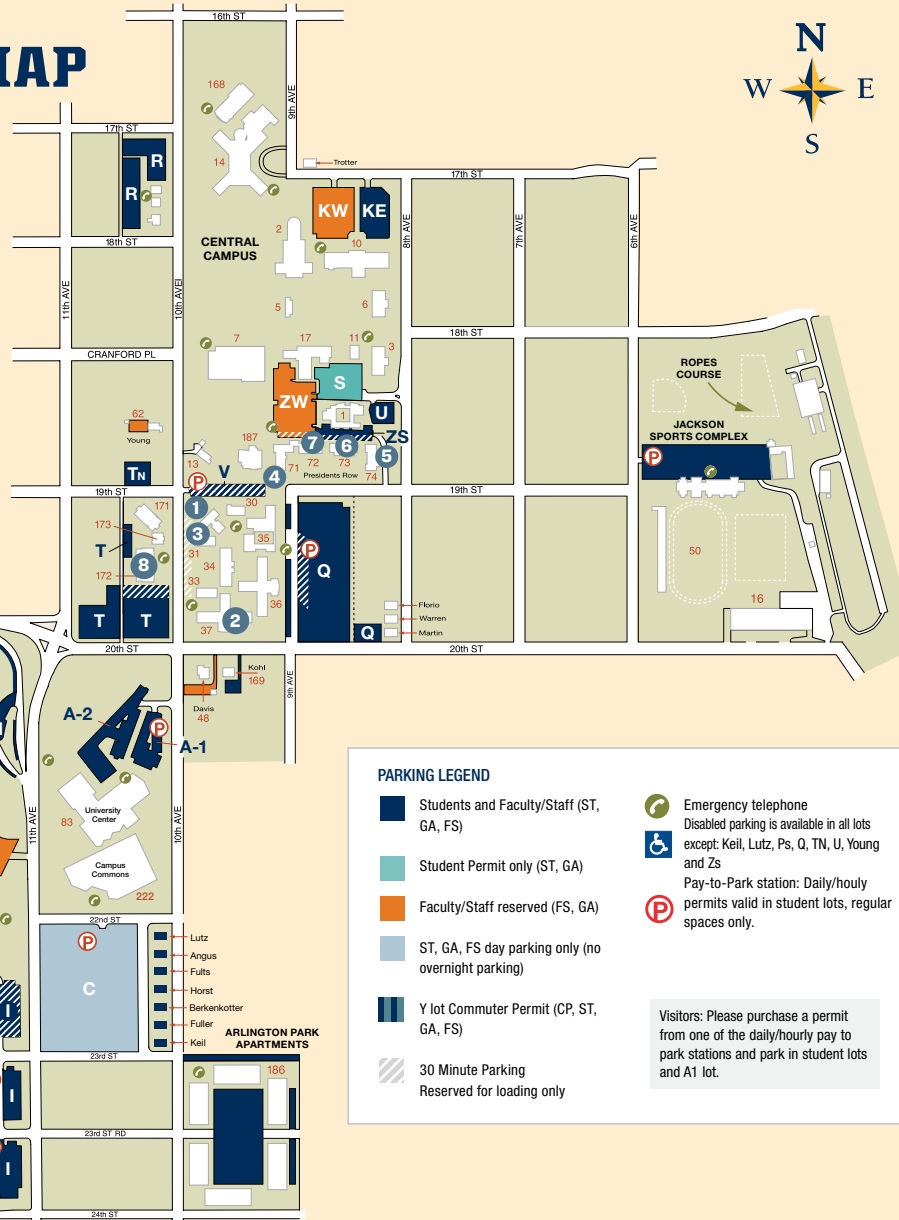 16th ST
MAP
N
W
E
S
168
9th AVE
17th ST
14
Trotter
17th ST
R
R
KW
KE
2
8th AVE
7th AVE
6th AVE
18th ST
CENTRAL
CAMPUS
10
11th AVE
10th AVE
5
6
18th ST
7
17
11
3
CRANFORD PL
S
ROPES
COURSE
ZW
1
U
62
Young
JACKSON
SPORTS COMPLEX
P
187
7
6
ZS
5
13
71
72
73
74
Presidents Row
TN
V
4
P
19th ST
19th ST
1
30
171
173
3
35
T
P
Q
50
8
31
34
172
33
36
16
Florio
T
T
Warren
2
37
Q
Martin
20th ST
20th ST
Kohl
169
9th AVE
Davis
48
A-2
P
A-1
University
Center
83
11th AVE
10th AVE
Campus
Commons
222
22nd ST
P
C
Lutz
Angus
Fults
Horst
I
Berkenkotter
Fuller
Keil
ARLINGTON PARK
APARTMENTS
23rd ST
186
I
23rd ST RD
I
24th ST
PARKING LEGEND
Students and Faculty/Staff (ST,
GA, FS)
Student Permit only (ST, GA)
Faculty/Staff reserved (FS, GA)
ST, GA, FS day parking only (no
overnight parking)
Y lot Commuter Permit (CP, ST,
GA, FS)
30 Minute Parking
Reserved for loading only
Emergency telephone
Disabled parking is available in all lots
except: Keil, Lutz, Ps, Q, TN, U, Young
and Zs
P
Pay-to-Park station: Daily/houly
permits valid in student lots, regular
spaces only.
Visitors: Please purchase a permit
from one of the daily/hourly pay to
park stations and park in student lots
and A1 lot.